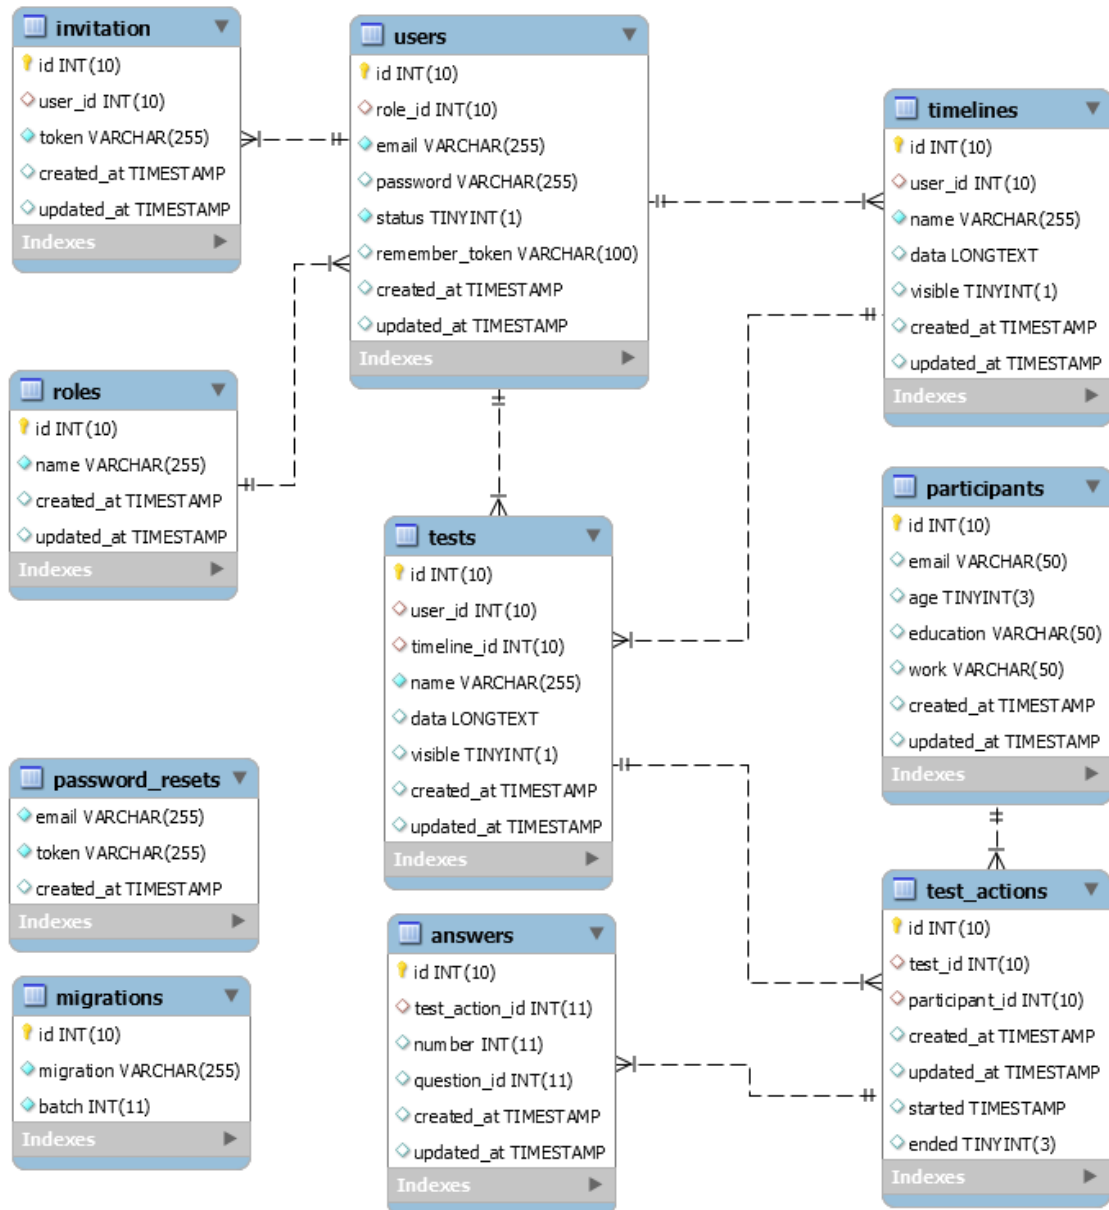 invitation
id INT(10)
user_id INT(10)
token VARCHAR(255)
created_at TIMESTAMP
updated_at TIMESTAMP
Indexes
users
id INT(10)
role_id INT(10)
email VARCHAR(255)
password VARCHAR(255)
status TINYINT(1)
remember_token VARCHAR(100)
created_at TIMESTAMP
updated_at TIMESTAMP
Indexes
timelines
id INT(10)
user_id INT(10)
name VARCHAR(255)
data LONGTEXT
visible TINYINT(1)
created_at TIMESTAMP
updated_at TIMESTAMP
Indexes
roles
id INT(10)
name VARCHAR(255)
created_at TIMESTAMP
updated_at TIMESTAMP
Indexes
tests
id INT(10)
user_id INT(10)
timeline_id INT(10)
name VARCHAR(255)
data LONGTEXT
visible TINYINT(1)
created_at TIMESTAMP
updated_at TIMESTAMP
Indexes
participants
id INT(10)
email VARCHAR(50)
age TINYINT(3)
education VARCHAR(50)
work VARCHAR(50)
created_at TIMESTAMP
updated_at TIMESTAMP
Indexes
password_resets
email VARCHAR(255)
token VARCHAR(255)
created_at TIMESTAMP
Indexes
migrations
id INT(10)
migration VARCHAR(255)
batch INT(11)
Indexes
answers
id INT(10)
test_action_id INT(11)
number INT(11)
question_id INT(11)
created_at TIMESTAMP
updated_at TIMESTAMP
Indexes
test_actions
id INT(10)
test_id INT(10)
participant_id INT(10)
created_at TIMESTAMP
updated_at TIMESTAMP
started TIMESTAMP
ended TINYINT(3)
Indexes